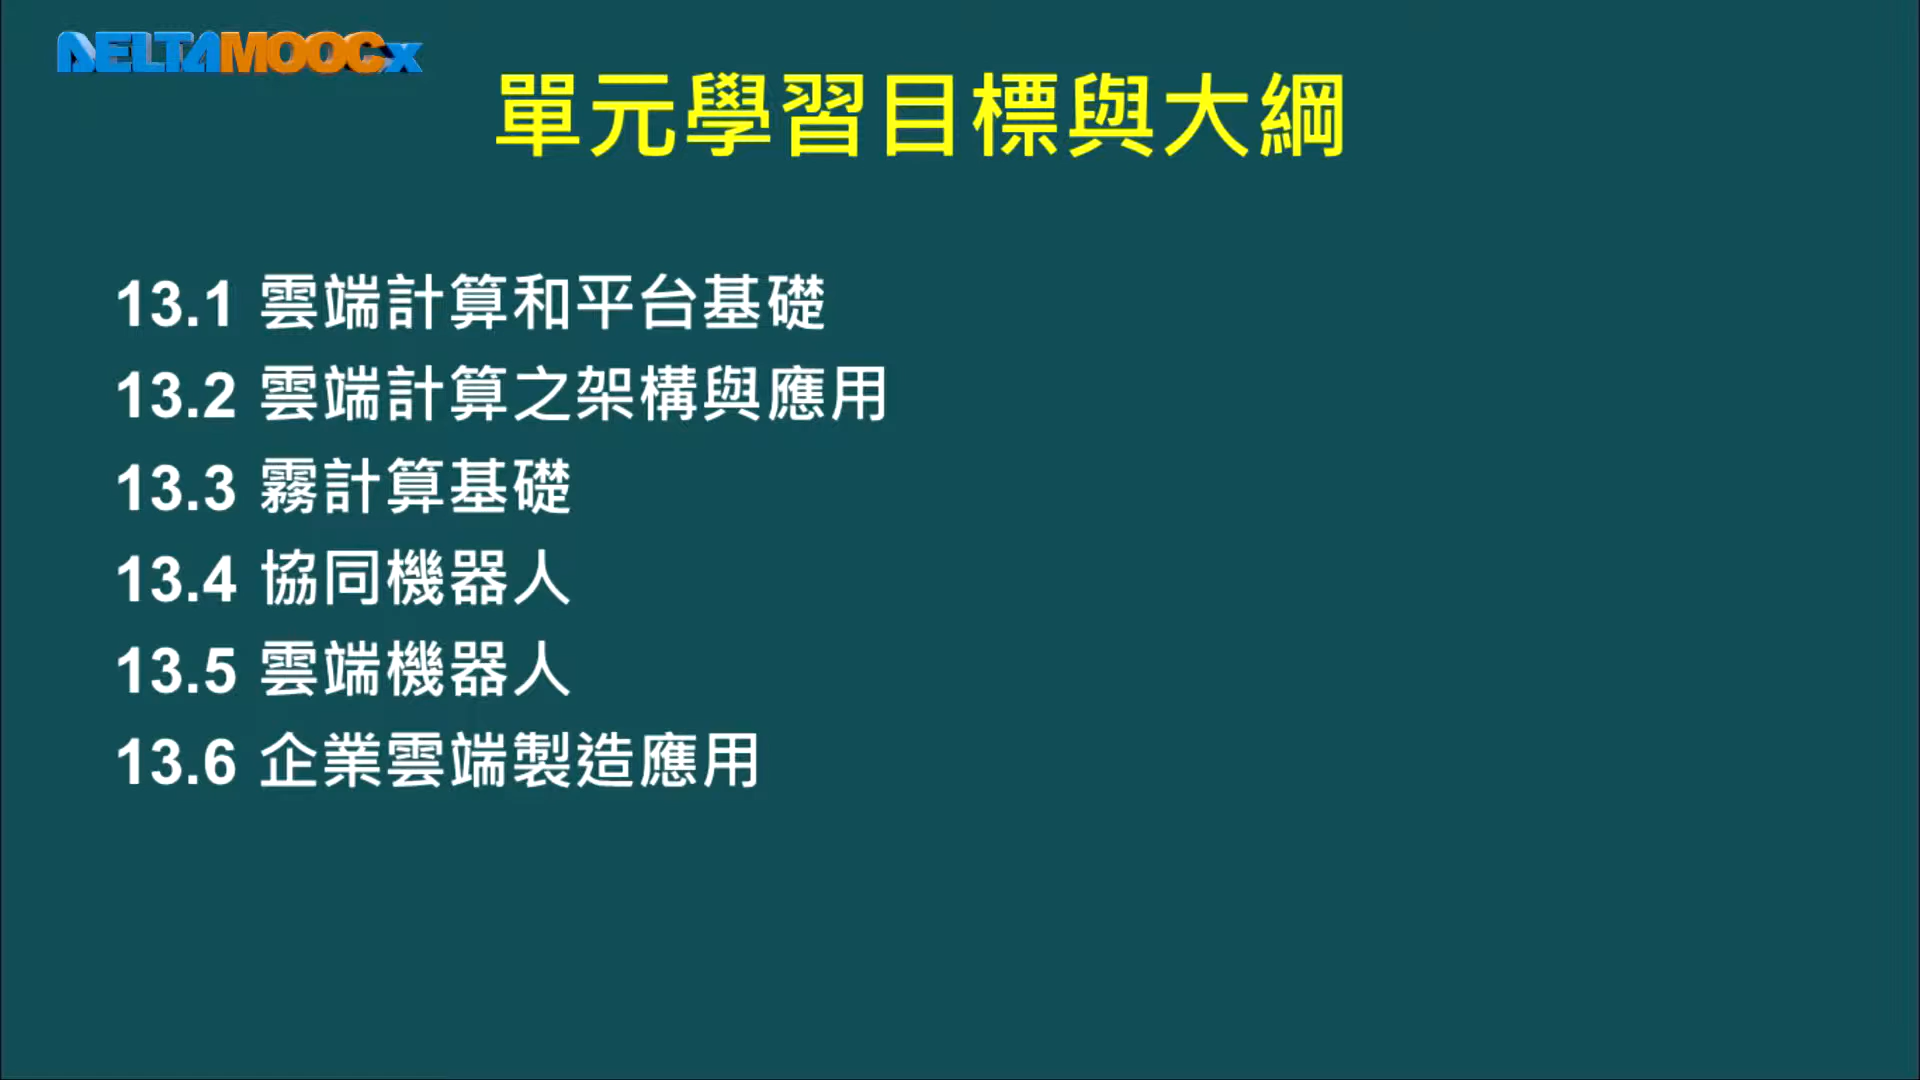 DELTAMOOCx
單元學習目標與大綱
13.1 雲端計算和平台基礎
13.2 雲端計算之架構與應用
13.3 霧計算基礎
13.4 協同機器人
13.5 雲端機器人
13.6 企業雲端製造應用